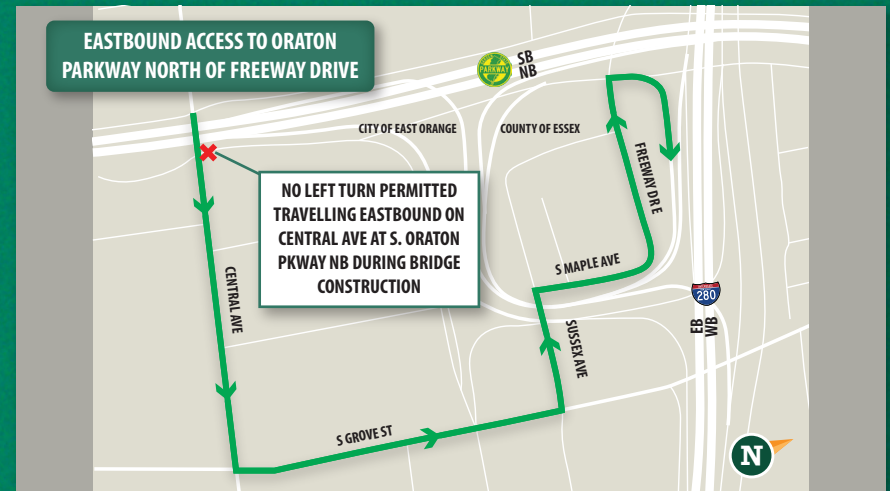 EASTBOUND ACCESS TO ORATON
PARKWAY NORTH OF FREEWAY DRIVE
PARKWAY
SB
NB
CITY OF EAST ORANGE
COUNTY OF ESSEX
FREEWAY DR E
NO LEFT TURN PERMITTED
TRAVELLING EASTBOUND ON
CENTRAL AVE AT S. ORATON
PKWAY NB DURING BRIDGE
CONSTRUCTION
S MAPLE AVE
CENTRAL AVE
280
EB
WB
SUSSEX AVE
S GROVE ST
N